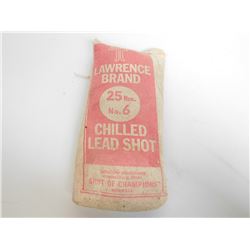 LAWRENCE
BRAND
25 lbs.
No. 6
CHILLED
LEAD SHOT
SHOT OF CHAMPIONS